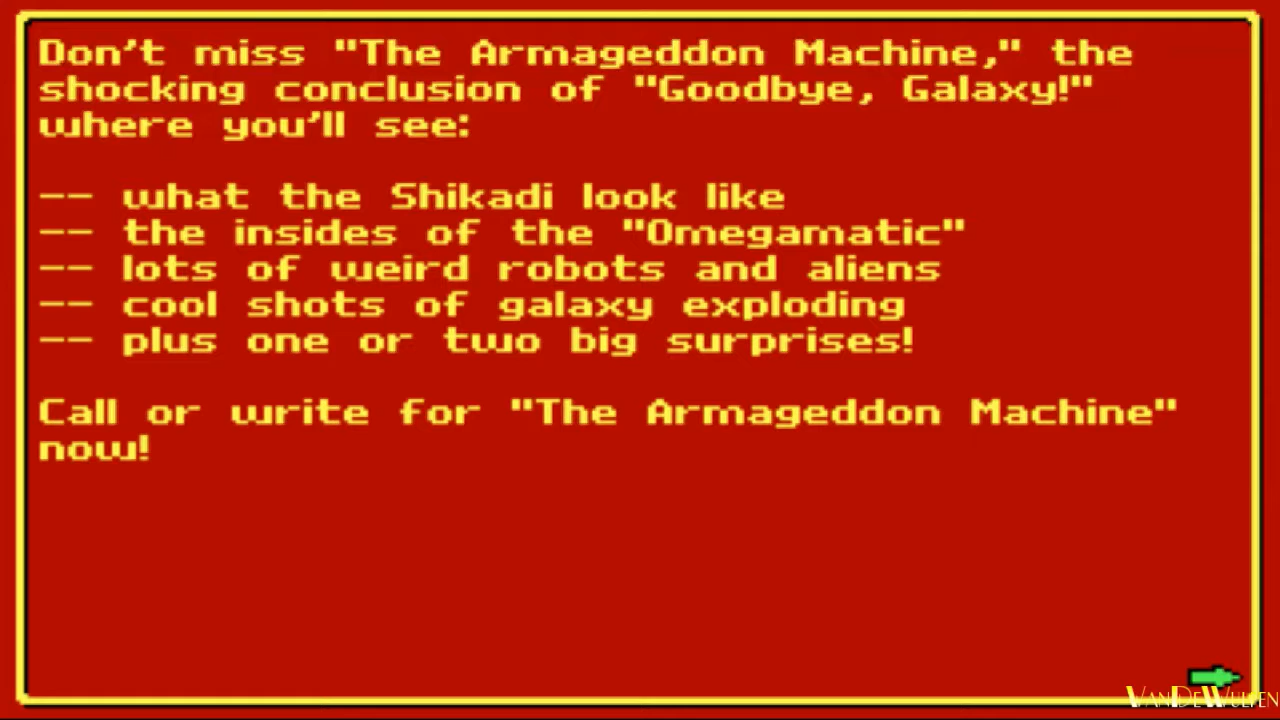 Don't miss "The Armageddon Machine," the
shocking conclusion of "Goodbye, Galaxy!"
where you'll see:
-- what the Shikadi look like
-- the insides of the "Omegamatic"
-- lots of weird robots and aliens
-- cool shots of galaxy exploding
-- plus one or two big surprises!
Call or write for "The Armageddon Machine"
now!
VanDeWulfen